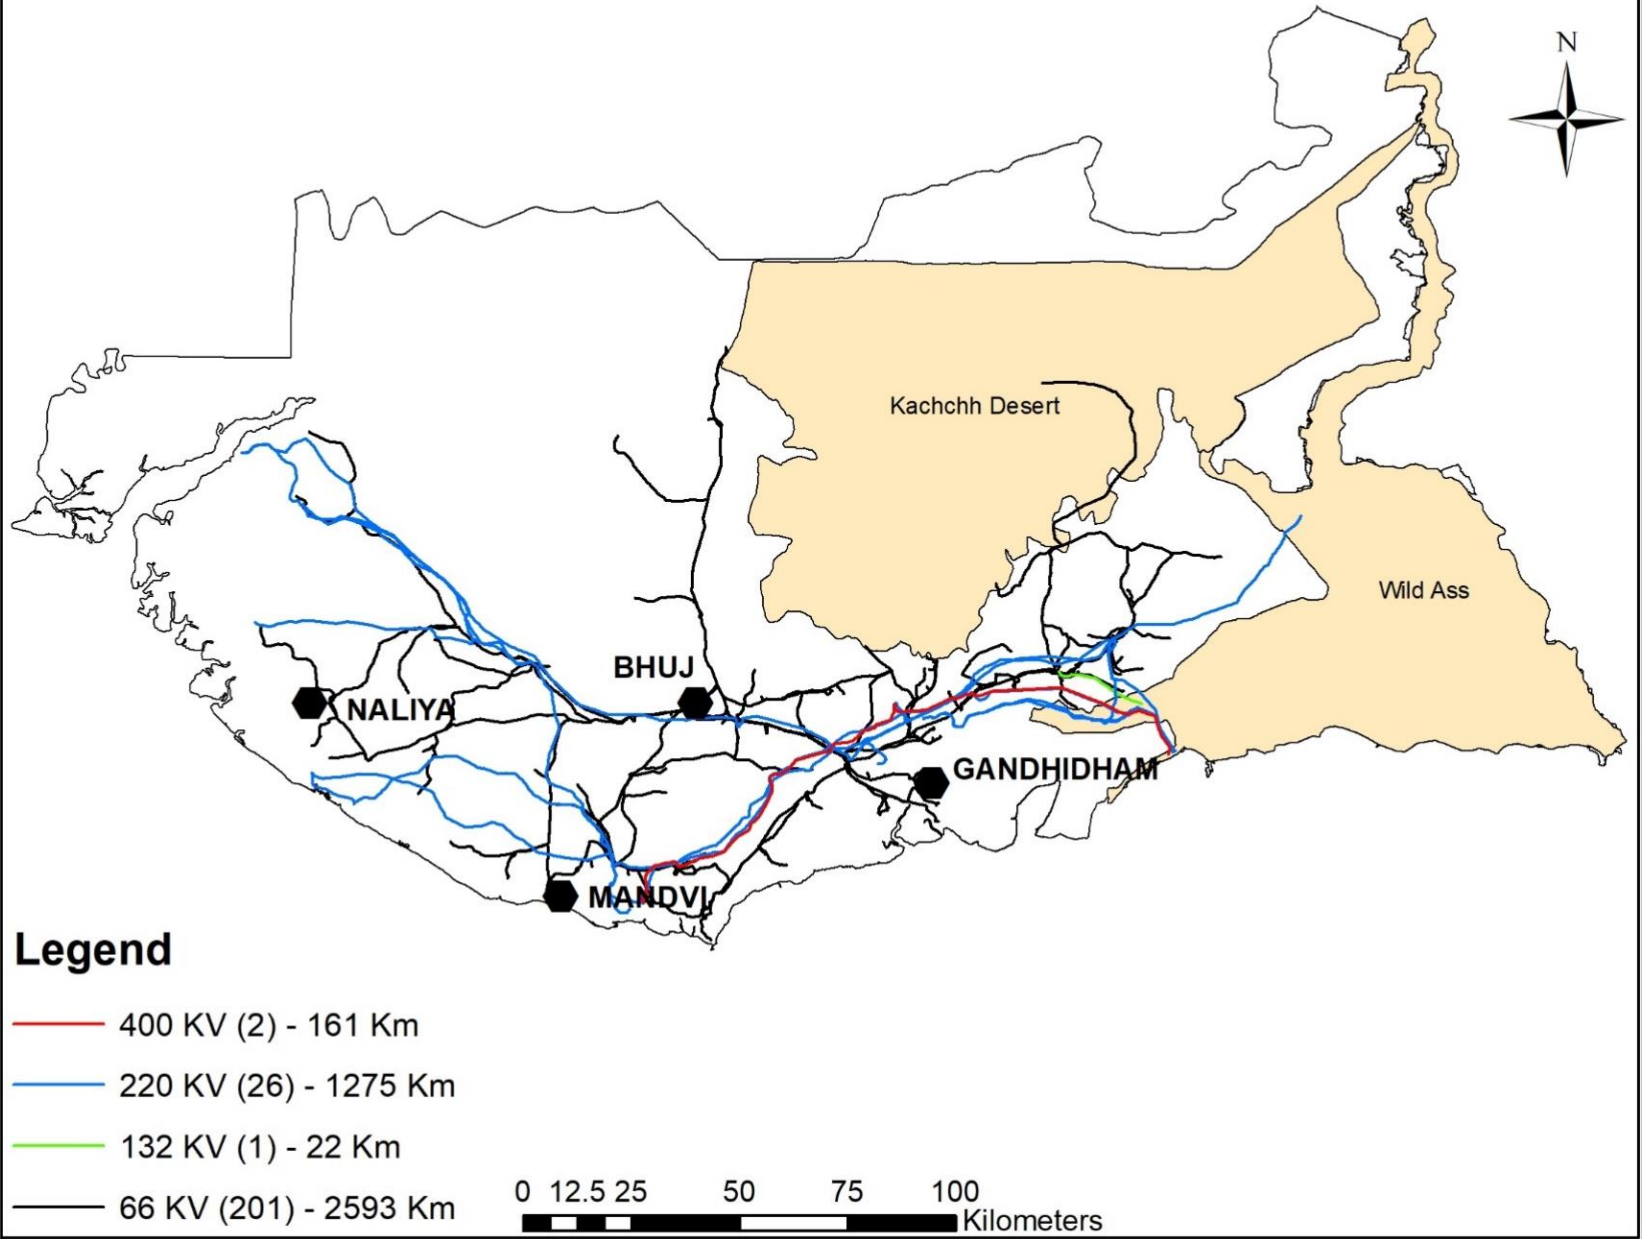 N
Kachchh Desert
Wild Ass
BHUJ
NALIYA
GANDHIDHAM
MANDVI
Legend
400 KV (2) - 161 Km
220 KV (26) - 1275 Km
132 KV (1) - 22 Km
66 KV (201) - 2593 Km
0 12.5 25 50 75 100
Kilometers